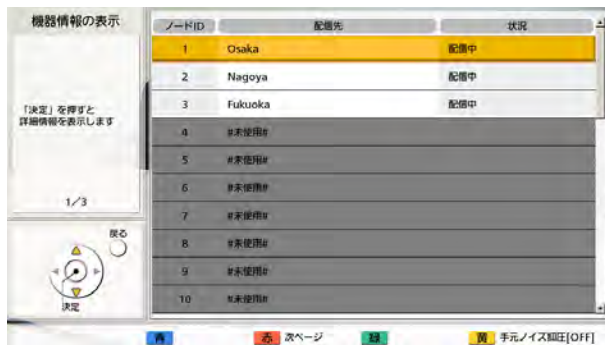 機器情報の表示
「決定」を押すと
詳細情報を表示します
1/3
戻る
決定
ノードID 配信先 状況
1 Osaka 配信中
2 Nagoya 配信中
3 Fukuoka 配信中
4 #未使用#
5 #未使用#
6 #未使用#
7 #未使用#
8 #未使用#
9 #未使用#
10 #未使用#
青 赤 次ページ 緑 黄 手元ノイズ抑圧[OFF]